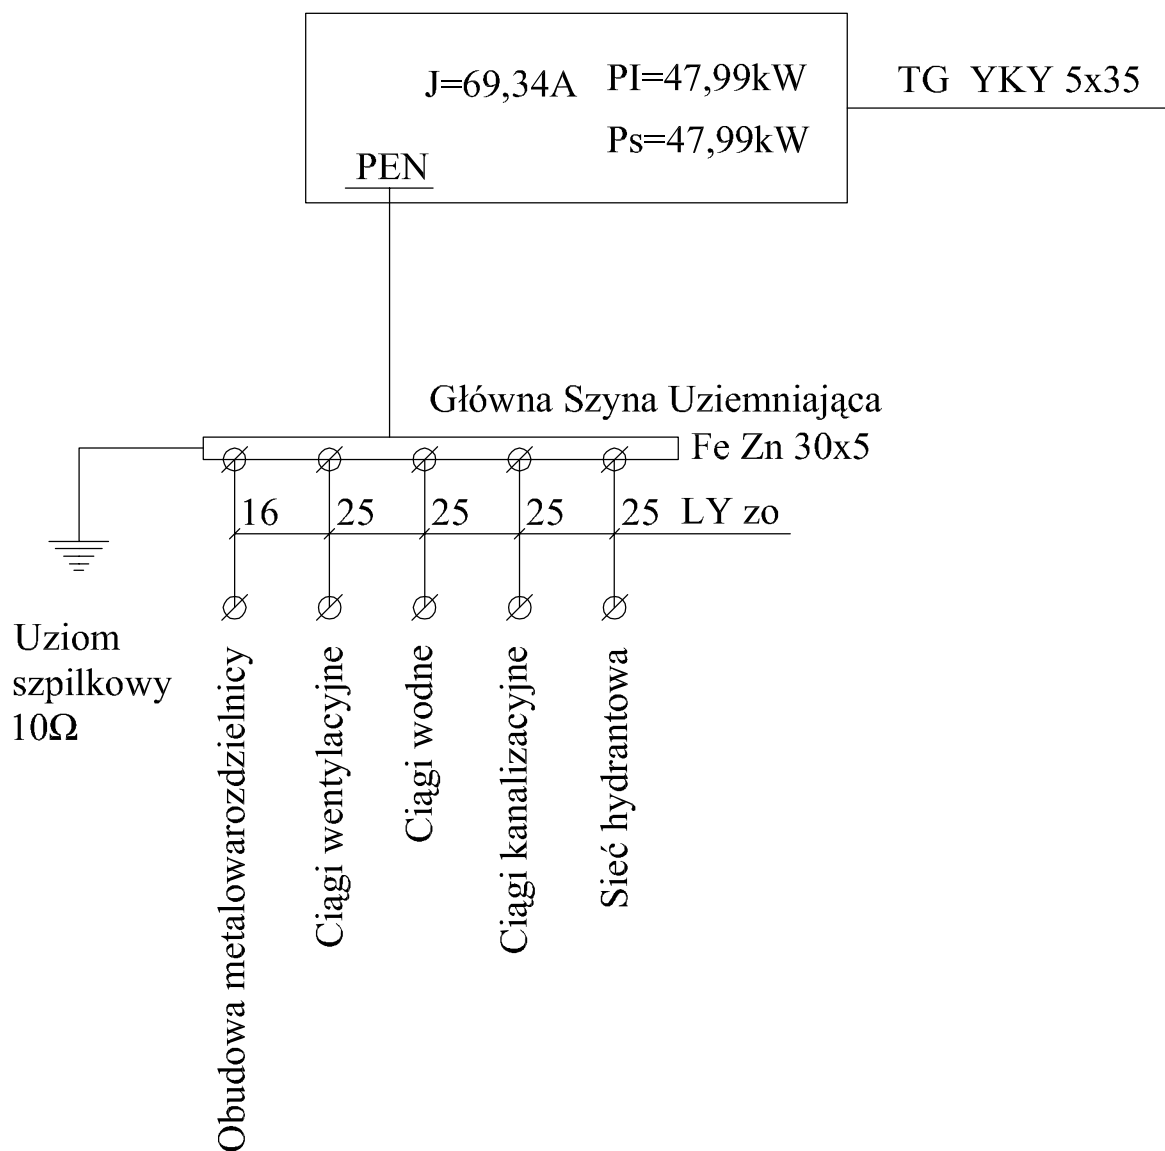 J=69,34A PI=47,99kW
Ps=47,99kW
TG YKY 5x35
PEN
Główna Szyna Uziemniająca
Fe Zn 30x5
16 25 25 25 25 LY zo
Uziom
szpilkowy
10Ω
Obudowa metalowarozdzielnicy
Ciągi wentylacyjne
Ciągi wodne
Ciągi kanalizacyjne
Sieć hydrantowa